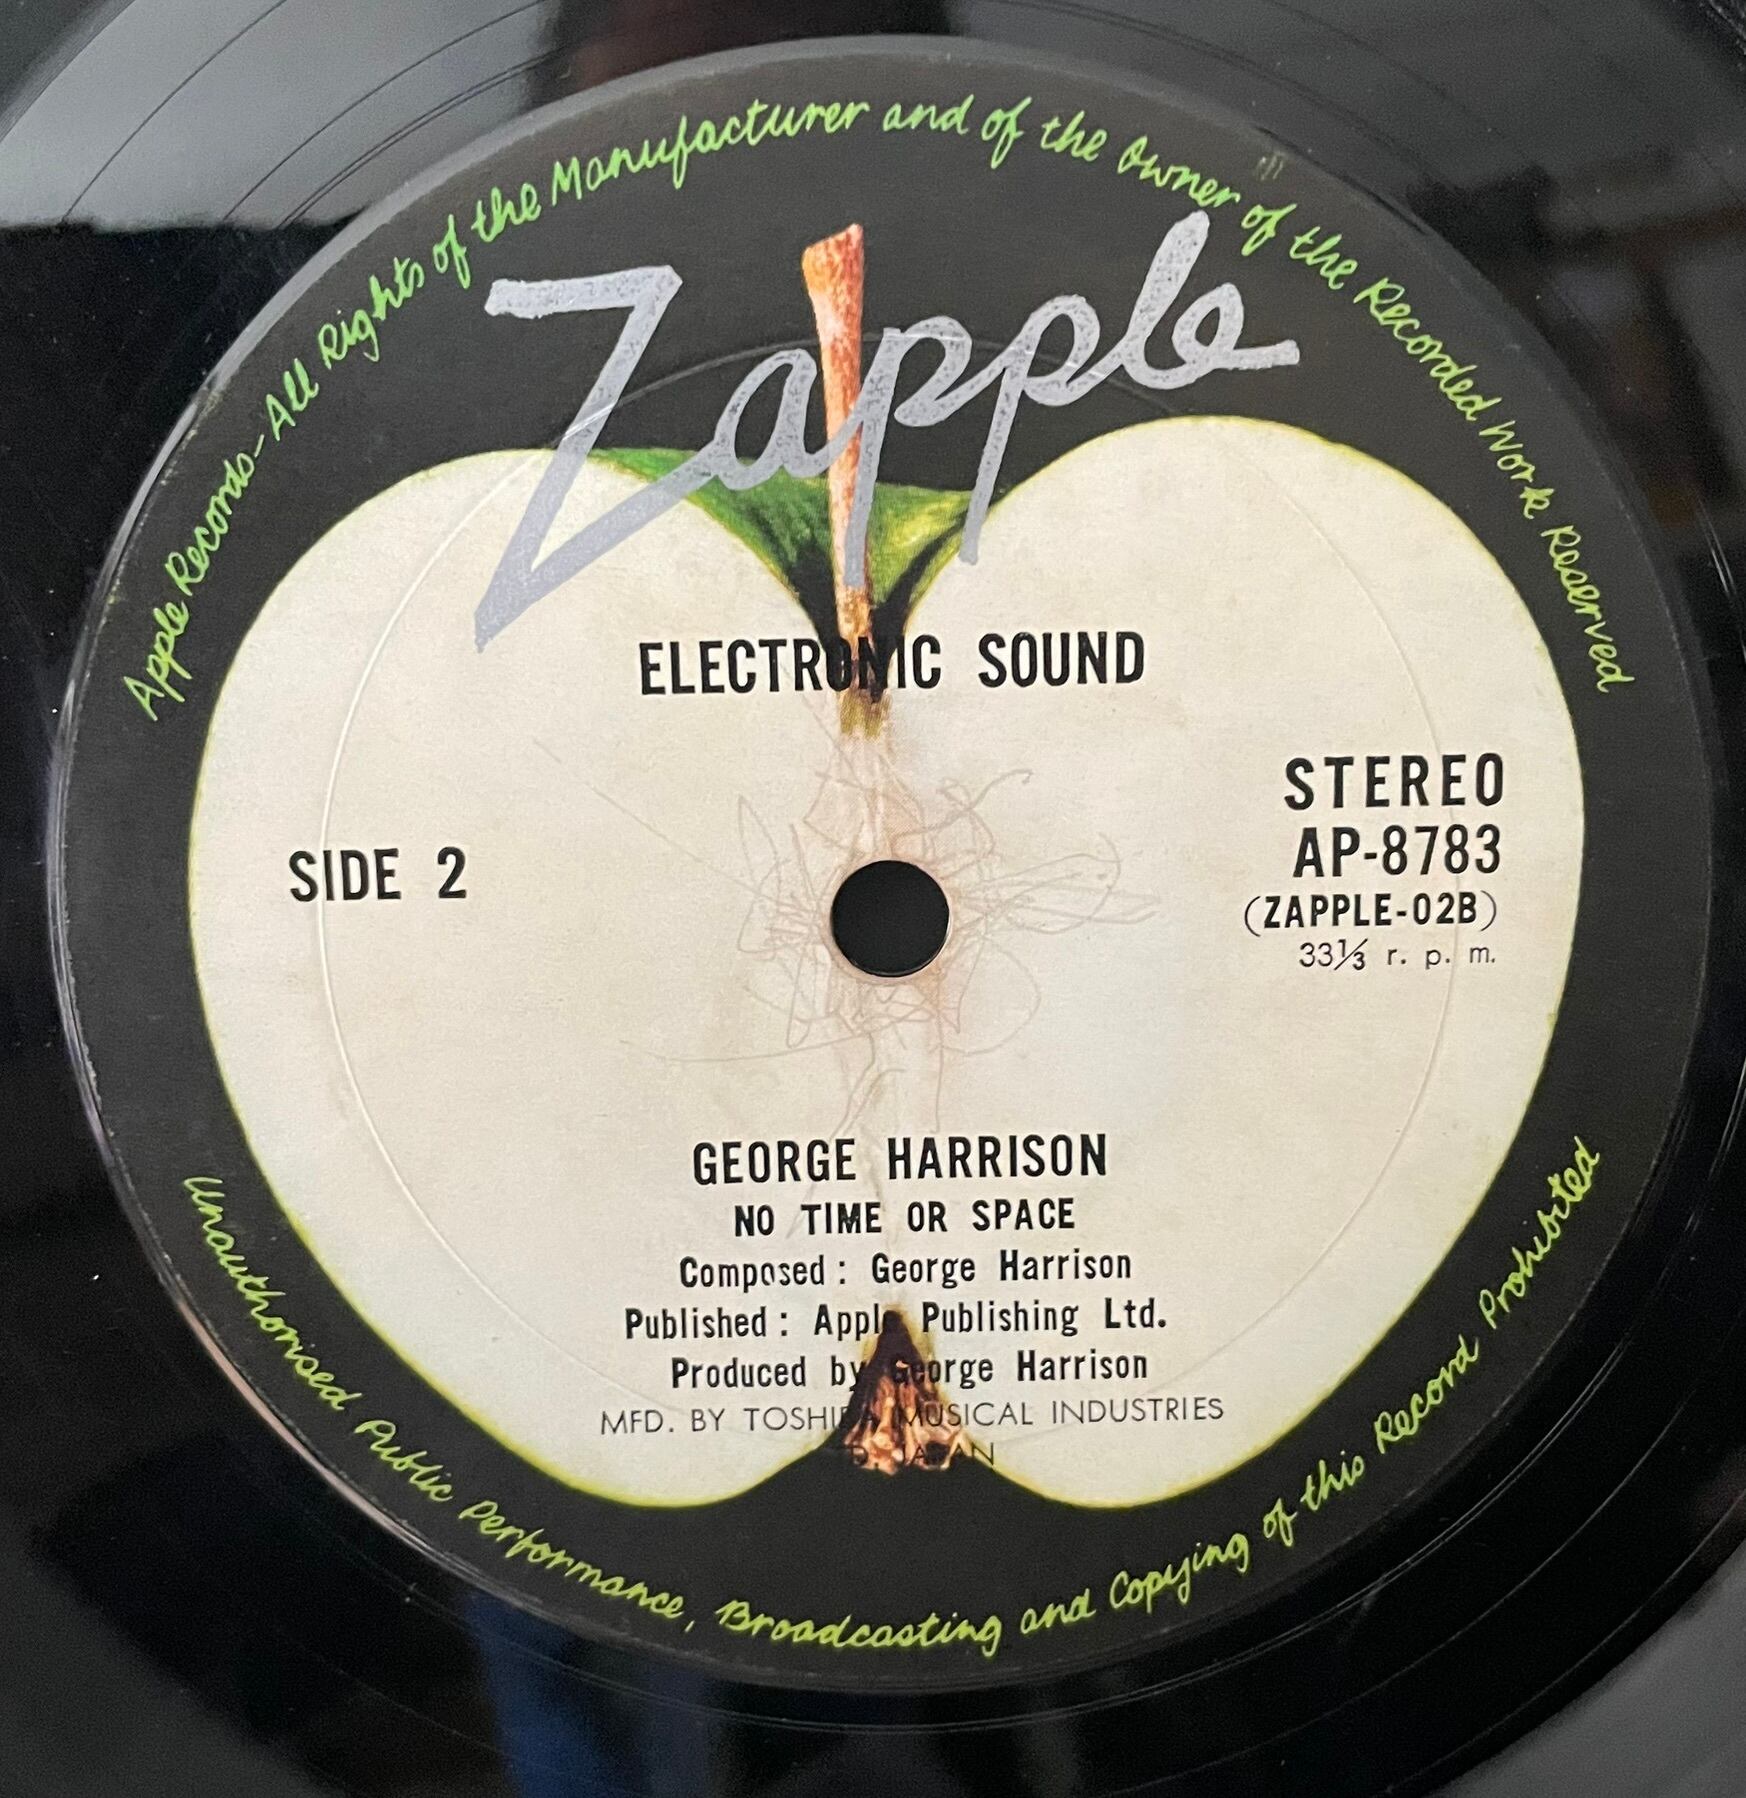 Apple Records-All Rights of the Manufacturer and of the Owner of the Recorded Work Reserved
Zapple
ELECTRONIC SOUND
STEREO
SIDE 2
AP-8783
(ZAPPLE-02B)
33⅓ r. p. m.
GEORGE HARRISON
NO TIME OR SPACE
Composed : George Harrison
Published : Apple Publishing Ltd.
Produced by George Harrison
MFD. BY TOSHIBA MUSICAL INDUSTRIES
JAPAN
Unauthorised Public Performance, Broadcasting and Copying of this Record Prohibited